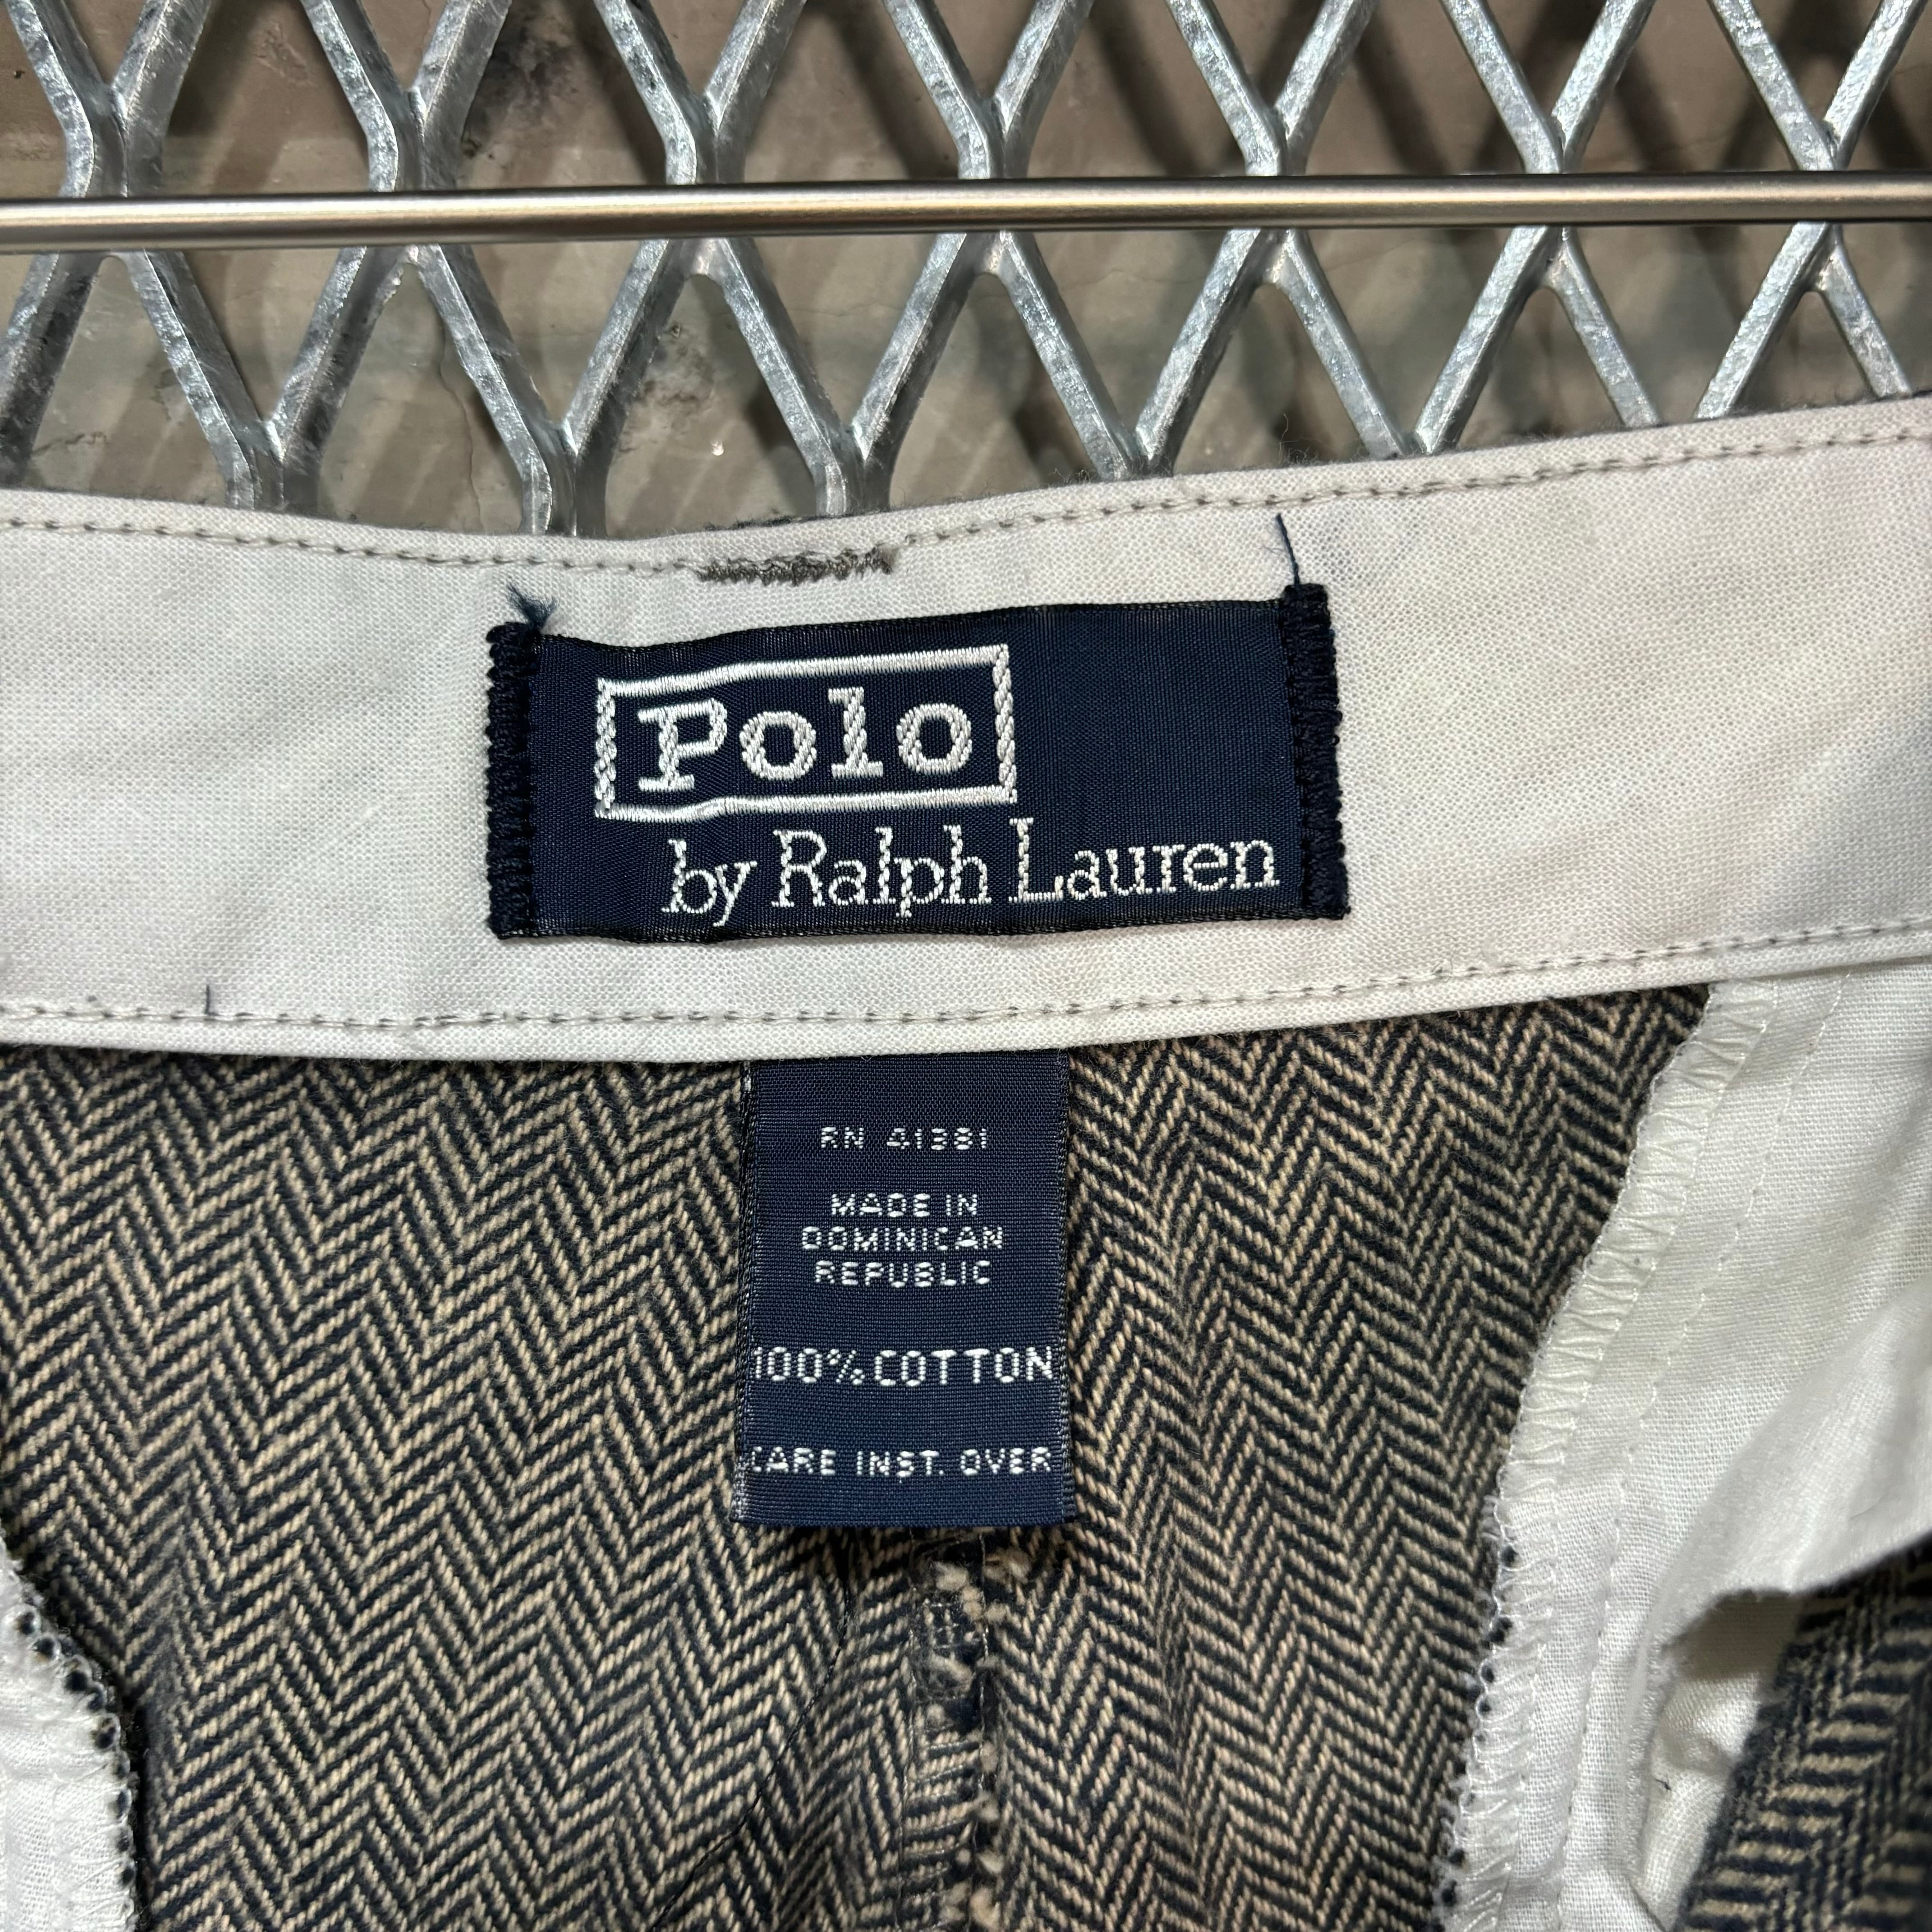 Polo
by Ralph Lauren
RN 41381
MADE IN
DOMINICAN
REPUBLIC
100% COTTON
CARE INST. OVER